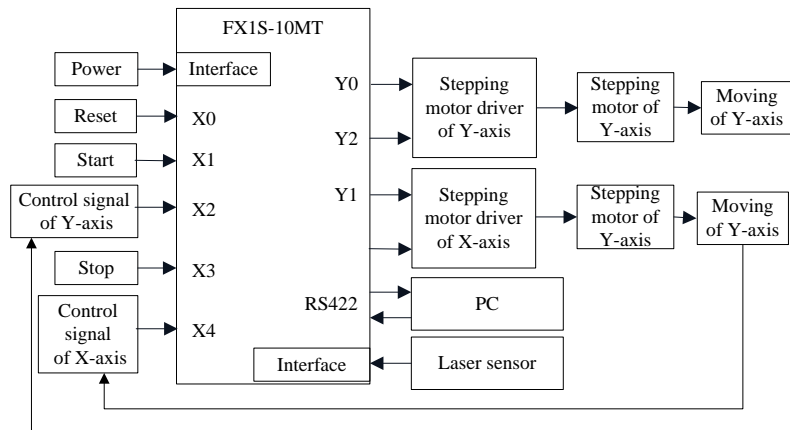 FX1S-10MT
Power
Interface
Reset
X0
Start
X1
Control signal
of Y-axis
X2
Stop
X3
Control
signal
of X-axis
X4
Y0
Y2
Y1
RS422
Interface
Stepping
motor driver
of Y-axis
Stepping
motor of
Y-axis
Moving
of Y-axis
Stepping
motor driver
of X-axis
Stepping
motor of
Y-axis
Moving
of Y-axis
PC
Laser sensor